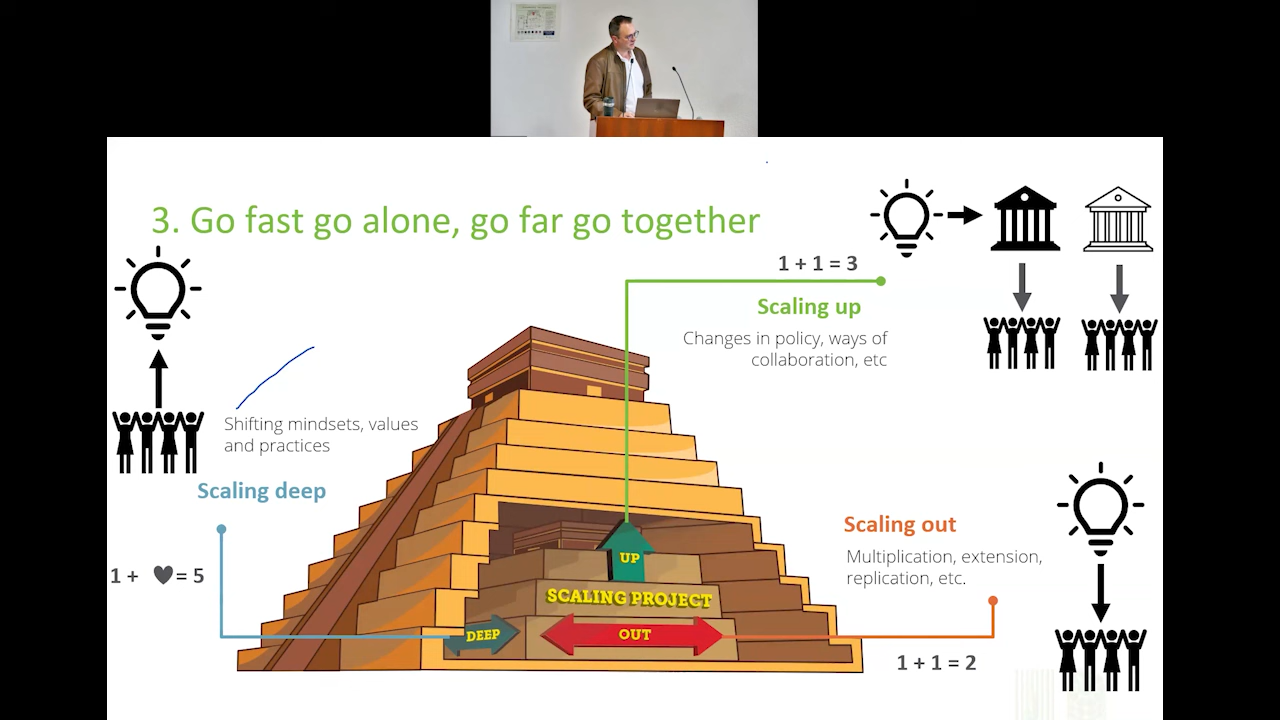 3. Go fast go alone, go far go together
1 + 1 = 3
Scaling up
Changes in policy, ways of
collaboration, etc
Shifting mindsets, values
and practices
Scaling deep
1 + ♥= 5
Scaling out
Multiplication, extension,
replication, etc.
1 + 1 = 2
UP
SCALING PROJECT
DEEP
OUT